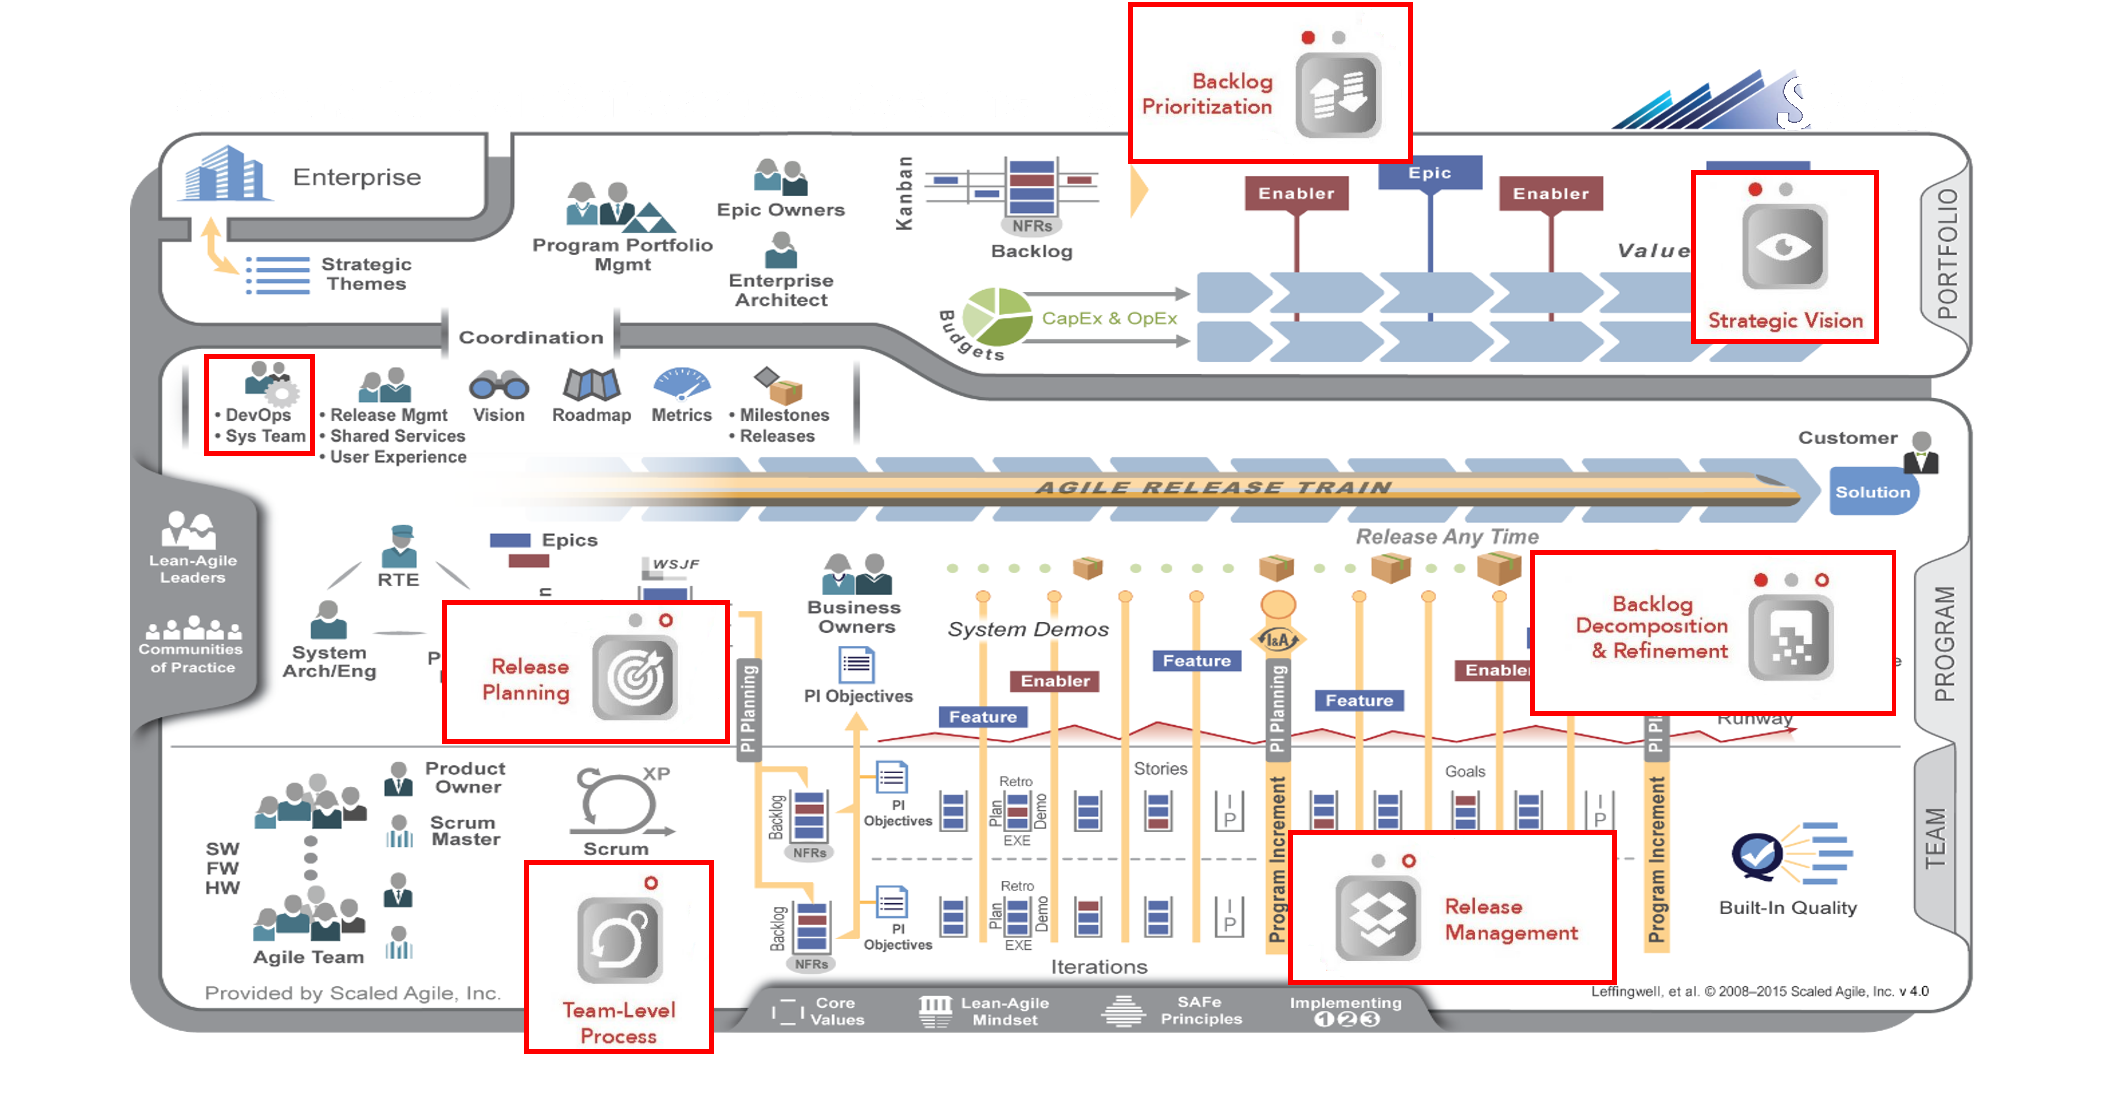 Backlog
Prioritization
S
Enterprise
Strategic
Themes
Program Portfolio
Mgmt
Epic Owners
Enterprise
Architect
Kanban
NFRs
Backlog
Enabler
Epic
Enabler
Value
Strategic Vision
PORTFOLIO
Budgets
CapEx & OpEx
Coordination
• DevOps
• Sys Team
• Release Mgmt
• Shared Services
• User Experience
Vision
Roadmap
Metrics
• Milestones
• Releases
Customer
Solution
AGILE RELEASE TRAIN
Release Any Time
Lean-Agile
Leaders
Communities
of Practice
RTE
System
Arch/Eng
P
Epics
n
WSJF
Release
Planning
PI Planning
Business
Owners
PI Objectives
System Demos
Feature
Enabler
Feature
I&A
PI Planning
Feature
Enable
Backlog
Decomposition
& Refinement
e
Runway
PI Pl
PROGRAM
Product
Owner
Scrum
Master
SW
FW
HW
Agile Team
XP
Scrum
Team-Level
Process
Backlog
NFRs
PI
Objectives
Backlog
NFRs
PI
Objectives
Stories
Goals
Retro
Plan
Demo
EXE
I
P
I
P
Retro
Plan
Demo
EXE
I
P
Iterations
Program Increment
Release
Management
Program Increment
Built-In Quality
TEAM
Provided by Scaled Agile, Inc.
Leffingwell, et al. © 2008–2015 Scaled Agile, Inc. v 4.0
Core
Values
Lean-Agile
Mindset
SAFe
Principles
Implementing
1 2 3